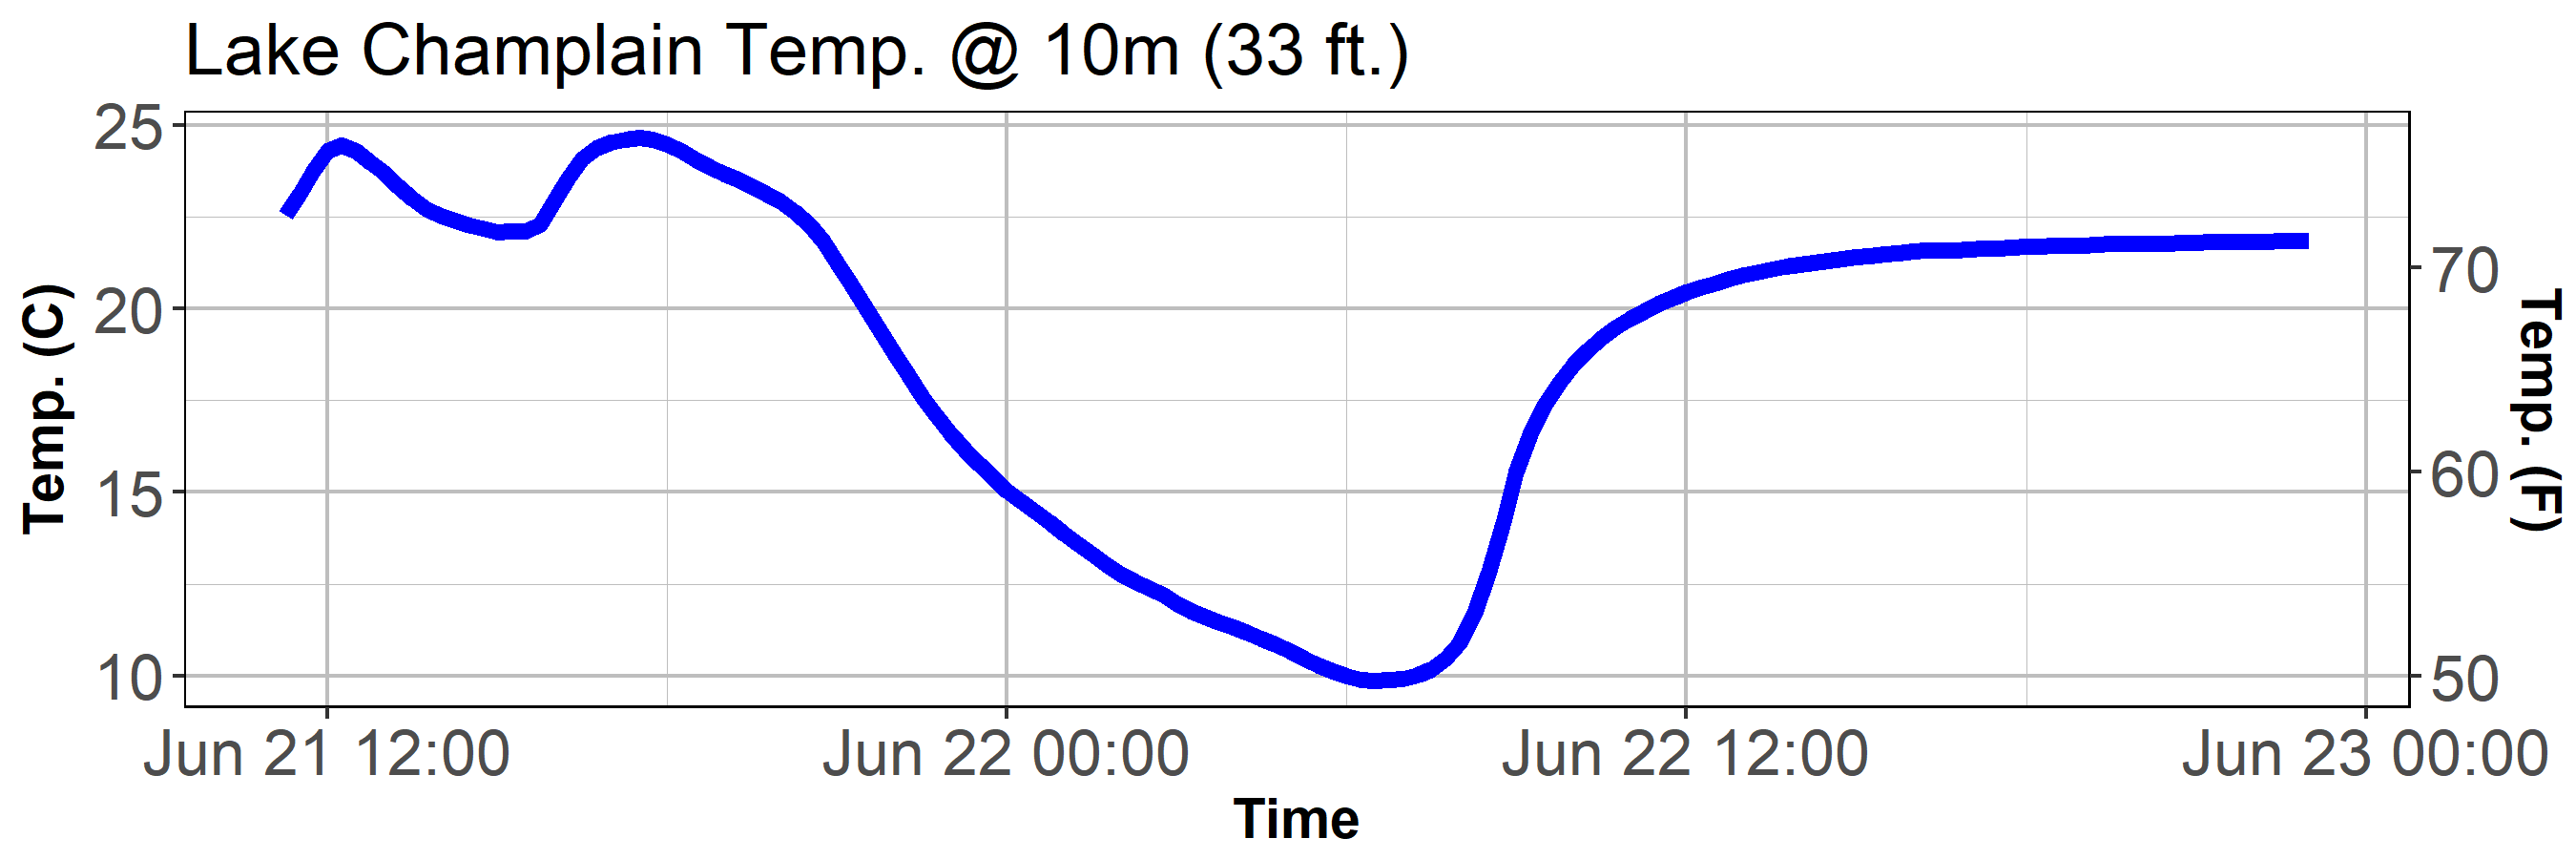 Lake Champlain Temp. @ 10m (33 ft.)
25
20
15
10
Temp. (C)
70
60
50
Temp. (F)
Jun 21 12:00
Jun 22 00:00
Jun 22 12:00
Jun 23 00:00
Time